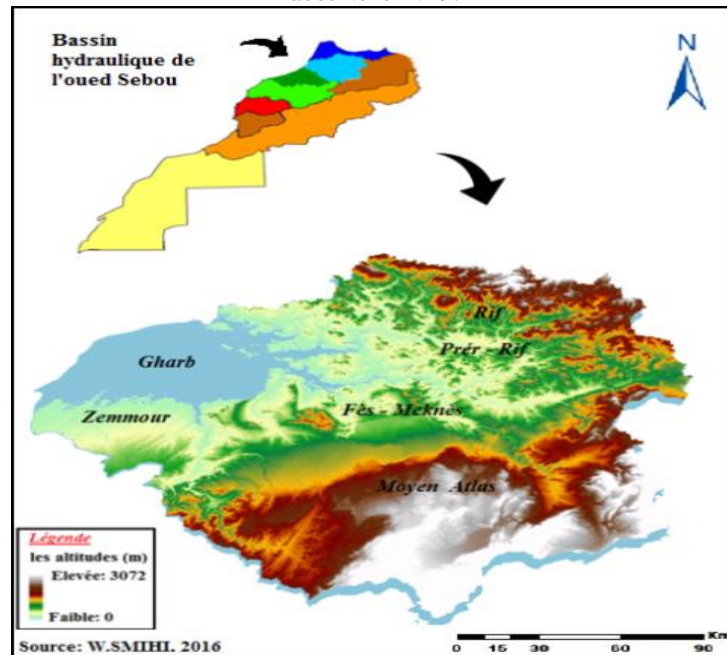 Bassin
hydraulique de
l'oued Sebou
N
Rif
Prér - Rif
Gharb
Fès - Meknès
Zemmour
Moyen Atlas
Légende
les altitudes (m)
Elevée: 3072
Faible: 0
Source: W.SMIHI. 2016
Km
0 15 30 60 90